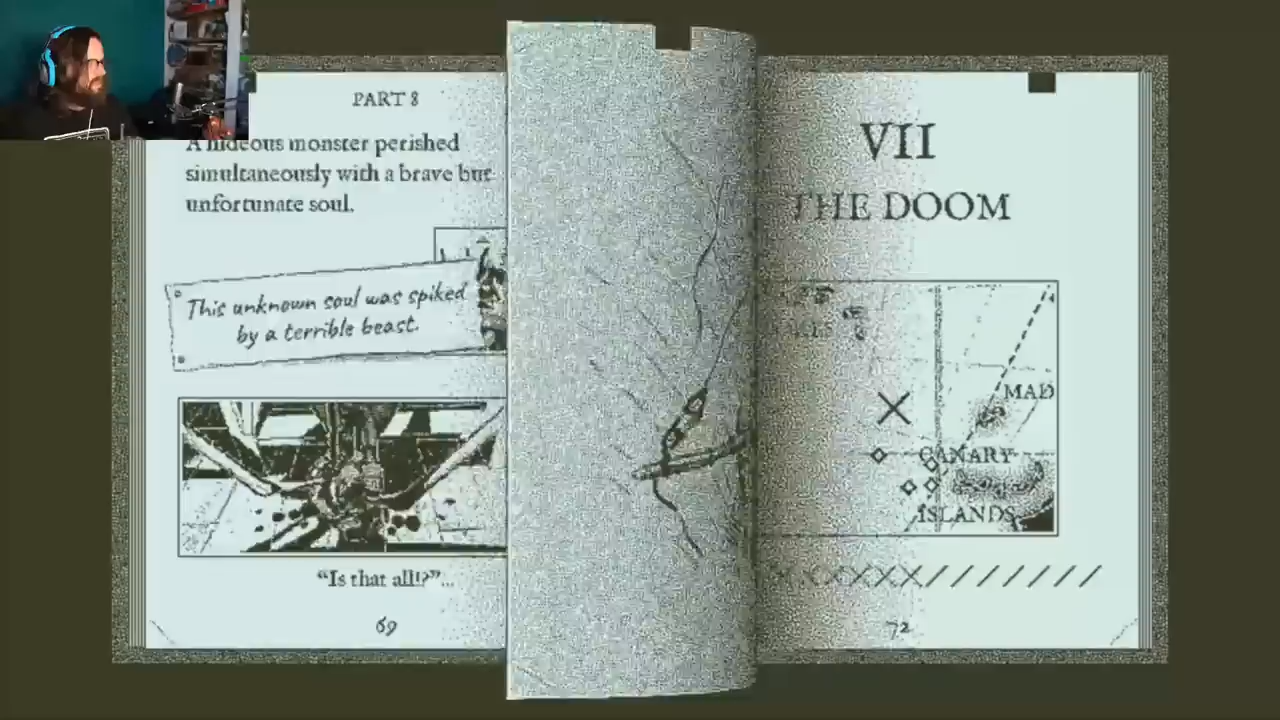 PART 8
A hideous monster perished
simultaneously with a brave but
unfortunate soul.
This unknown soul was spiked
by a terrible beast.
"Is that all!?"...
69
VII
THE DOOM
MAD
CANARY
ISLANDS
72